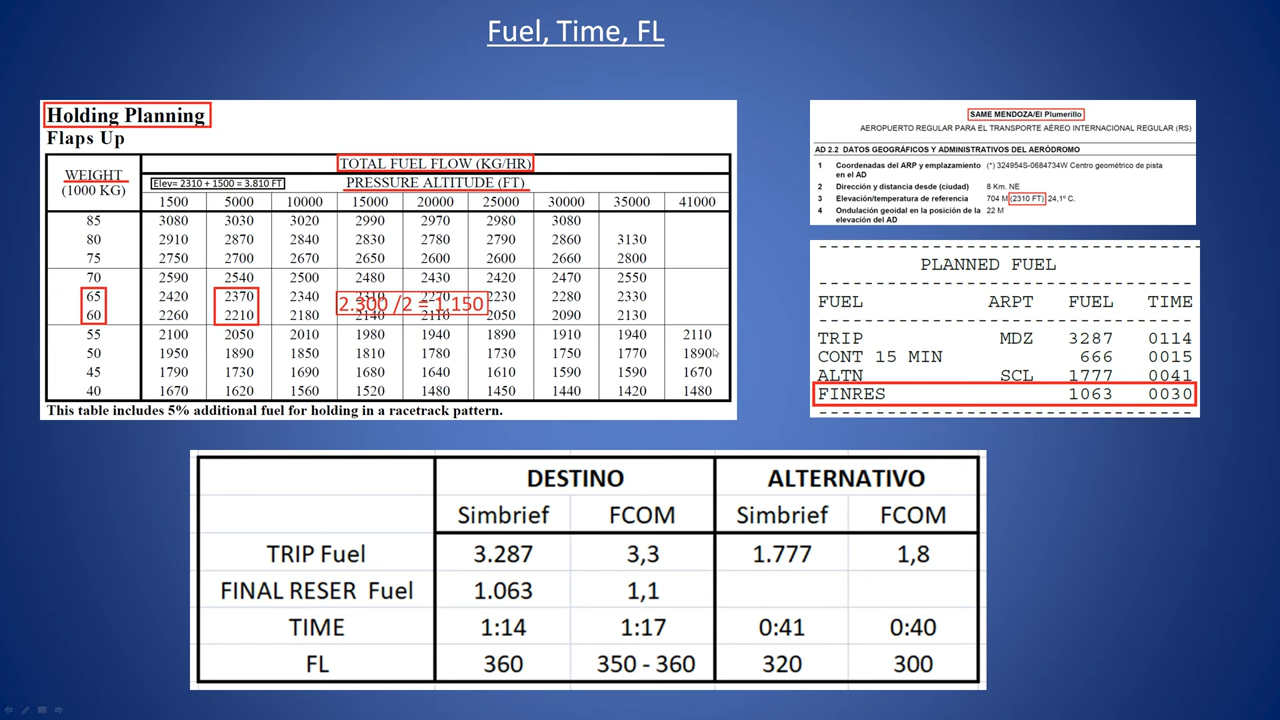 Fuel, Time, FL
Holding Planning
Flaps Up
WEIGHT (1000 KG) TOTAL FUEL FLOW (KG/HR)
Elev= 2310 + 1500 = 3.810 FT PRESSURE ALTITUDE (FT)
1500 5000 10000 15000 20000 25000 30000 35000 41000
85 3080 3030 3020 2990 2970 2980 3080
80 2910 2870 2840 2830 2780 2790 2860 3130
75 2750 2700 2670 2650 2600 2600 2660 2800
70 2590 2540 2500 2480 2430 2420 2470 2550
65 2420 2370 2340 2310 2270 2230 2280 2330
2.300 /2 = 1.150
60 2260 2210 2180 2140 2110 2050 2090 2130
55 2100 2050 2010 1980 1940 1890 1910 1940 2110
50 1950 1890 1850 1810 1780 1730 1750 1770 1890
45 1790 1730 1690 1680 1640 1610 1590 1590 1670
40 1670 1620 1560 1520 1480 1450 1440 1420 1480
This table includes 5% additional fuel for holding in a racetrack pattern.
SAME MENDOZA/El Plumerillo
AEROPUERTO REGULAR PARA EL TRANSPORTE AÉREO INTERNACIONAL REGULAR (RS)
AD 2.2 DATOS GEOGRÁFICOS Y ADMINISTRATIVOS DEL AERÓDROMO
1 Coordenadas del ARP y emplazamiento (*) 324954S-0684734W Centro geométrico de pista
en el AD
2 Dirección y distancia desde (ciudad) 8 Km. NE
3 Elevación/temperatura de referencia 704 M (2310 FT) 24,1º C.
4 Ondulación geoidal en la posición de la 22 M
elevación del AD
PLANNED FUEL
FUEL ARPT FUEL TIME
TRIP MDZ 3287 0114
CONT 15 MIN 666 0015
ALTN SCL 1777 0041
FINRES 1063 0030
DESTINO ALTERNATIVO
Simbrief FCOM Simbrief FCOM
TRIP Fuel 3.287 3,3 1.777 1,8
FINAL RESER Fuel 1.063 1,1
TIME 1:14 1:17 0:41 0:40
FL 360 350 - 360 320 300